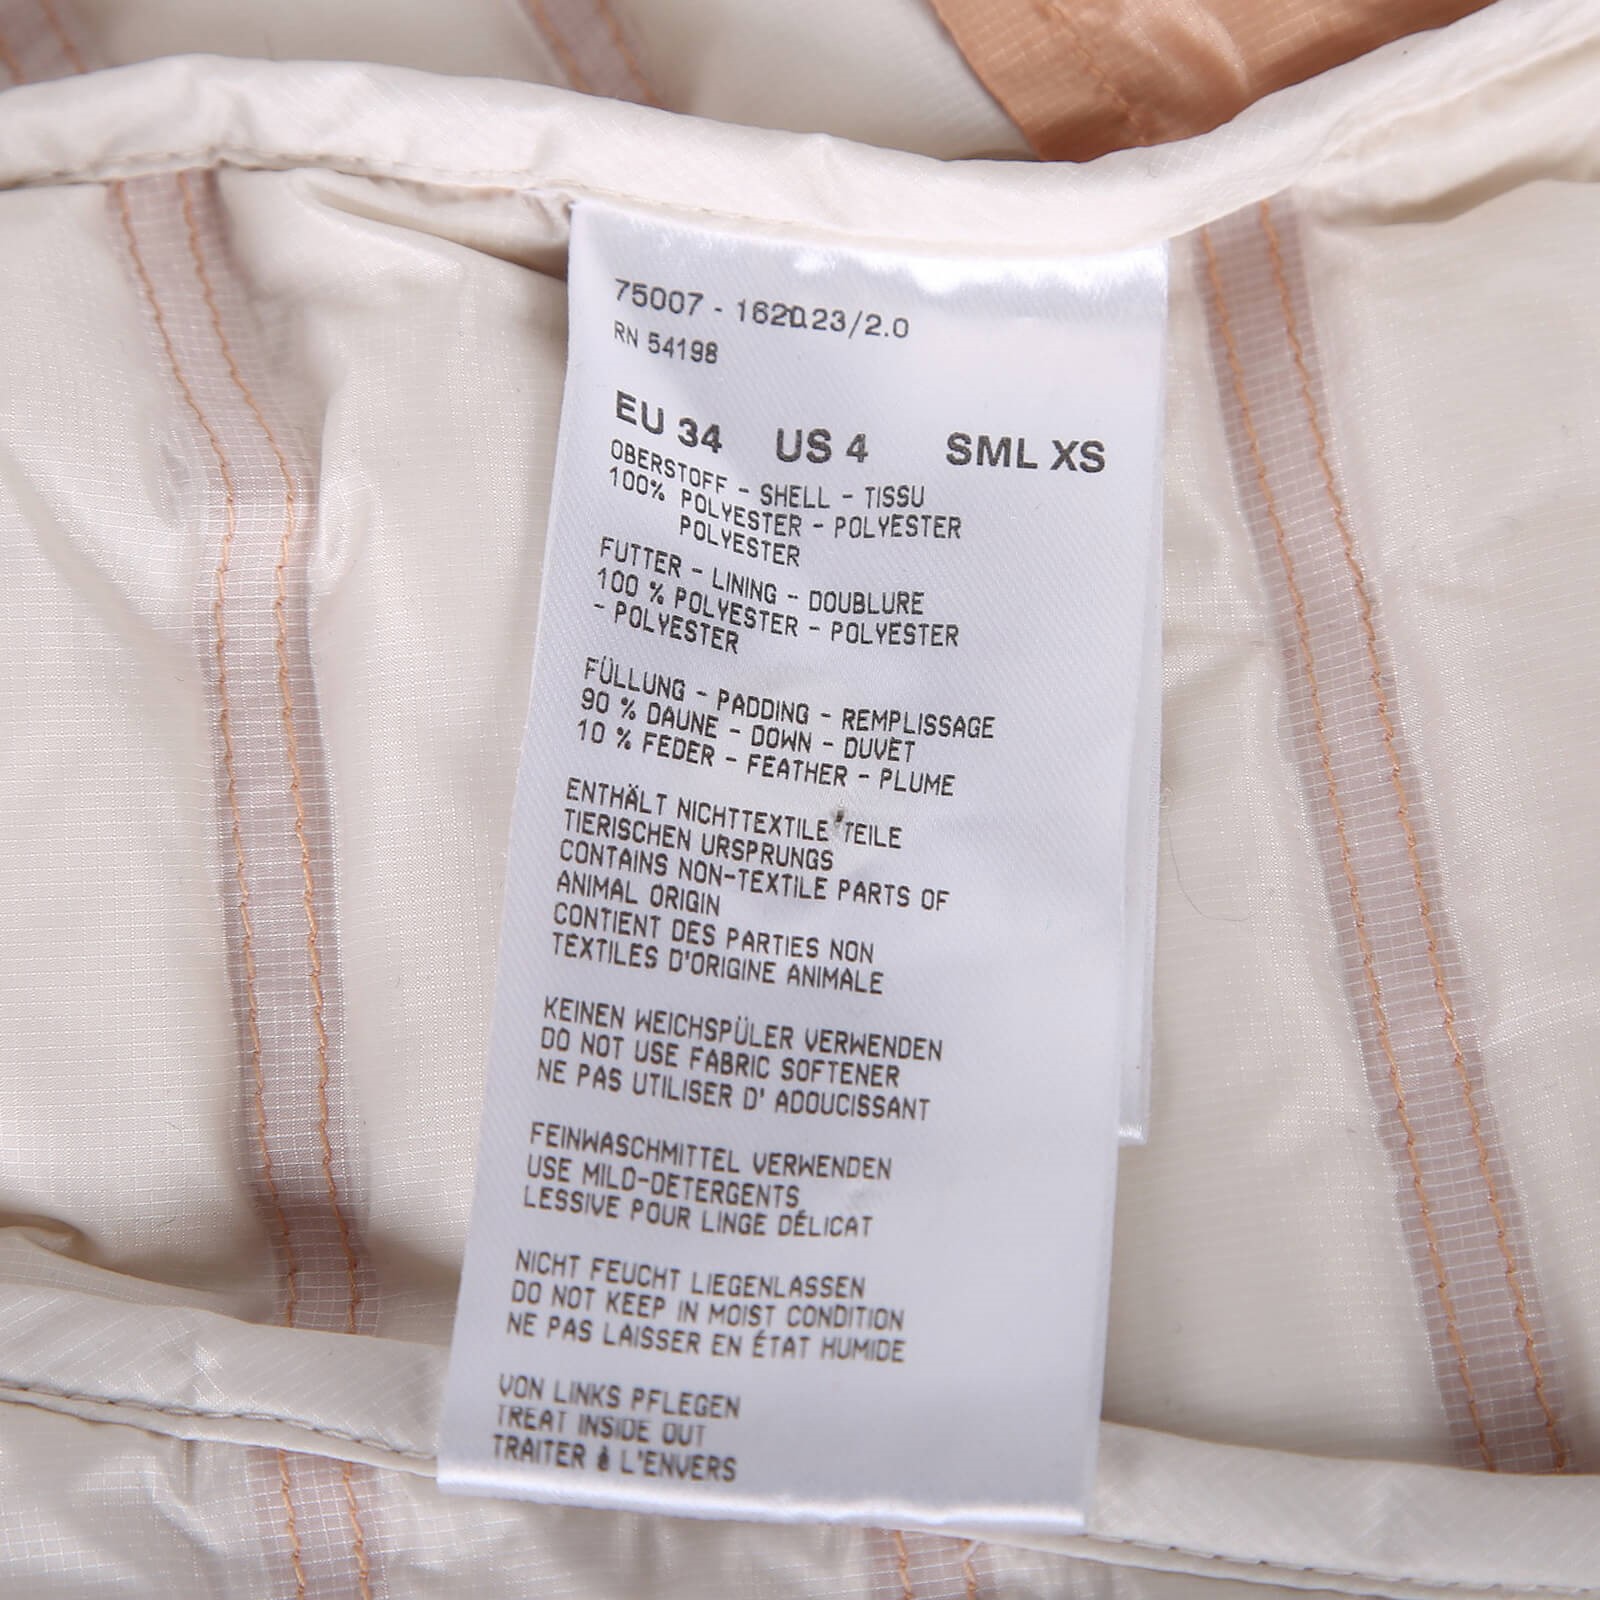 75007 - 162023/2.0
RN 54198
EU 34 US 4 SML XS
OBERSTOFF - SHELL - TISSU
100% POLYESTER - POLYESTER
POLYESTER
FUTTER - LINING - DOUBLURE
100 % POLYESTER - POLYESTER
- POLYESTER
FÜLLUNG - PADDING - REMPLISSAGE
90 % DAUNE - DOWN - DUVET
10 % FEDER - FEATHER - PLUME
ENTHÄLT NICHTTEXTILE TEILE
TIERISCHEN URSPRUNGS
CONTAINS NON-TEXTILE PARTS OF
ANIMAL ORIGIN
CONTIENT DES PARTIES NON
TEXTILES D'ORIGINE ANIMALE
KEINEN WEICHSPÜLER VERWENDEN
DO NOT USE FABRIC SOFTENER
NE PAS UTILISER D' ADOUCISSANT
FEINWASCHMITTEL VERWENDEN
USE MILD-DETERGENTS
LESSIVE POUR LINGE DÉLICAT
NICHT FEUCHT LIEGENLASSEN
DO NOT KEEP IN MOIST CONDITION
NE PAS LAISSER EN ÉTAT HUMIDE
VON LINKS PFLEGEN
TREAT INSIDE OUT
TRAITER à L'ENVERS